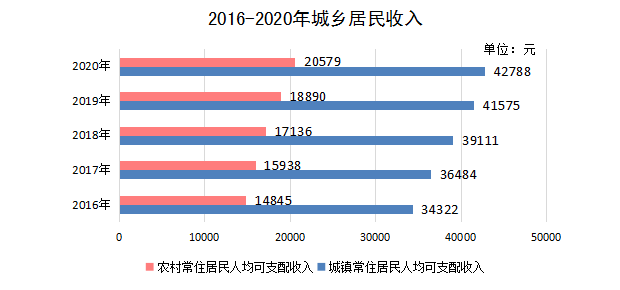 2016-2020年城乡居民收入
单位：元
2020年 20579
42788
2019年 18890
41575
2018年 17136
39111
2017年 15938
36484
2016年 14845
34322
0 10000 20000 30000 40000 50000
农村常住居民人均可支配收入 城镇常住居民人均可支配收入